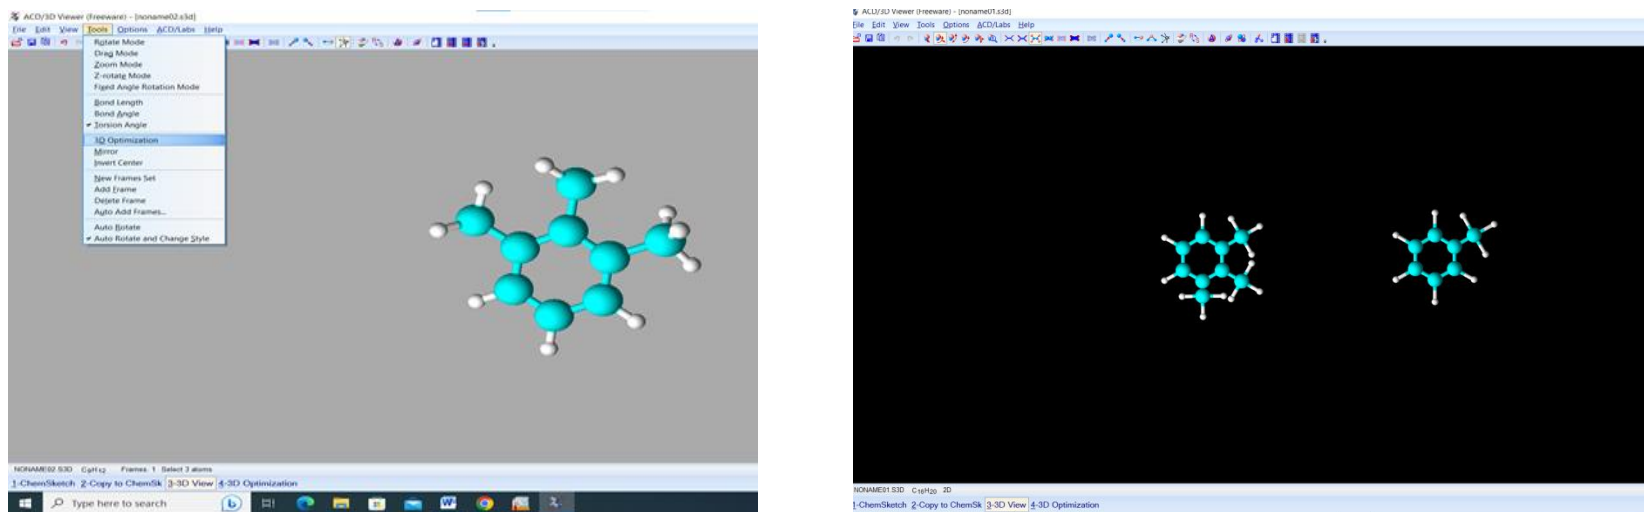 ACD/3D Viewer (Freeware) - [noname02.s3d]
File Edit View Tools Options ACD/Labs Help
Rotate Mode
Drag Mode
Zoom Mode
Z-rotate Mode
Fixed Angle Rotation Mode
Bond Length
Bond Angle
Torsion Angle
3D Optimization
Mirror
Invert Center
New Frames Set
Add Frame
Delete Frame
Auto Add Frames...
Auto Rotate
Auto Rotate and Change Style
NONAME02.S3D C9H12 Frames: 1 Select 3 atoms
1-ChemSketch 2-Copy to ChemSk 3-3D View 4-3D Optimization
Type here to search
ACD/3D Viewer (Freeware) - [noname01.s3d]
File Edit View Tools Options ACD/Labs Help
NONAME01.S3D C16H20 2D
1-ChemSketch 2-Copy to ChemSk 3-3D View 4-3D Optimization